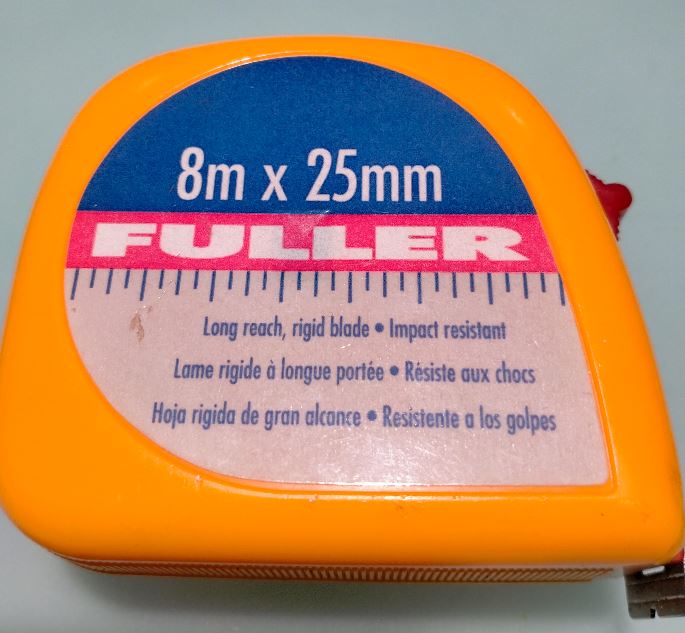 8m x 25mm
FULLER
Long reach, rigid blade • Impact resistant
Lame rigide à longue portée • Résiste aux chocs
Hoja rigida de gran alcance • Resistente a los golpes